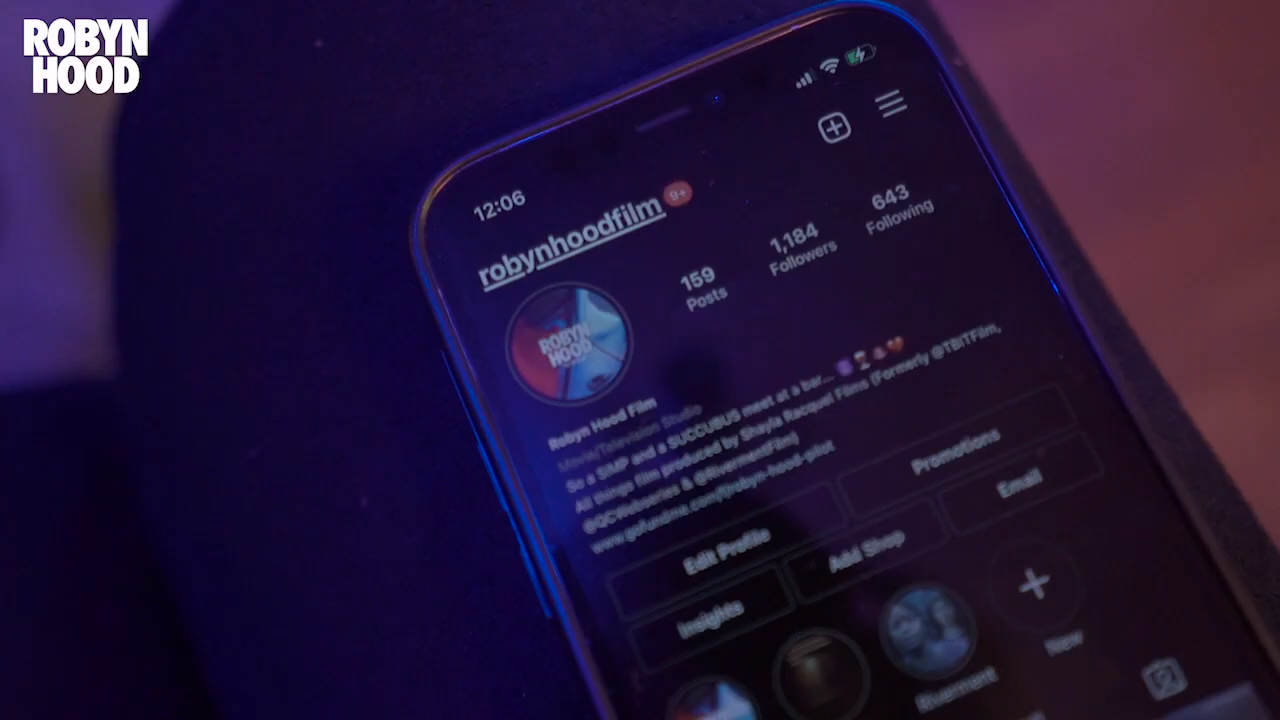 ROBYN
HOOD
12:06
robynhoodfilm 9+
159
Posts
1,184
Followers
643
Following
ROBYN
HOOD
Robyn Hood Film
Movie/Television Studio
So a SIMP and a SUCCUBUS meet at a bar...
All things film produced by Shayla Racquel Films (Formerly @TBITFilm,
@QCWebseries & @RivermentFilm)
www.gofundme.com/f/robyn-hood-pilot
Edit Profile
Promotions
Insights
Add Shop
Email
Riverment
New